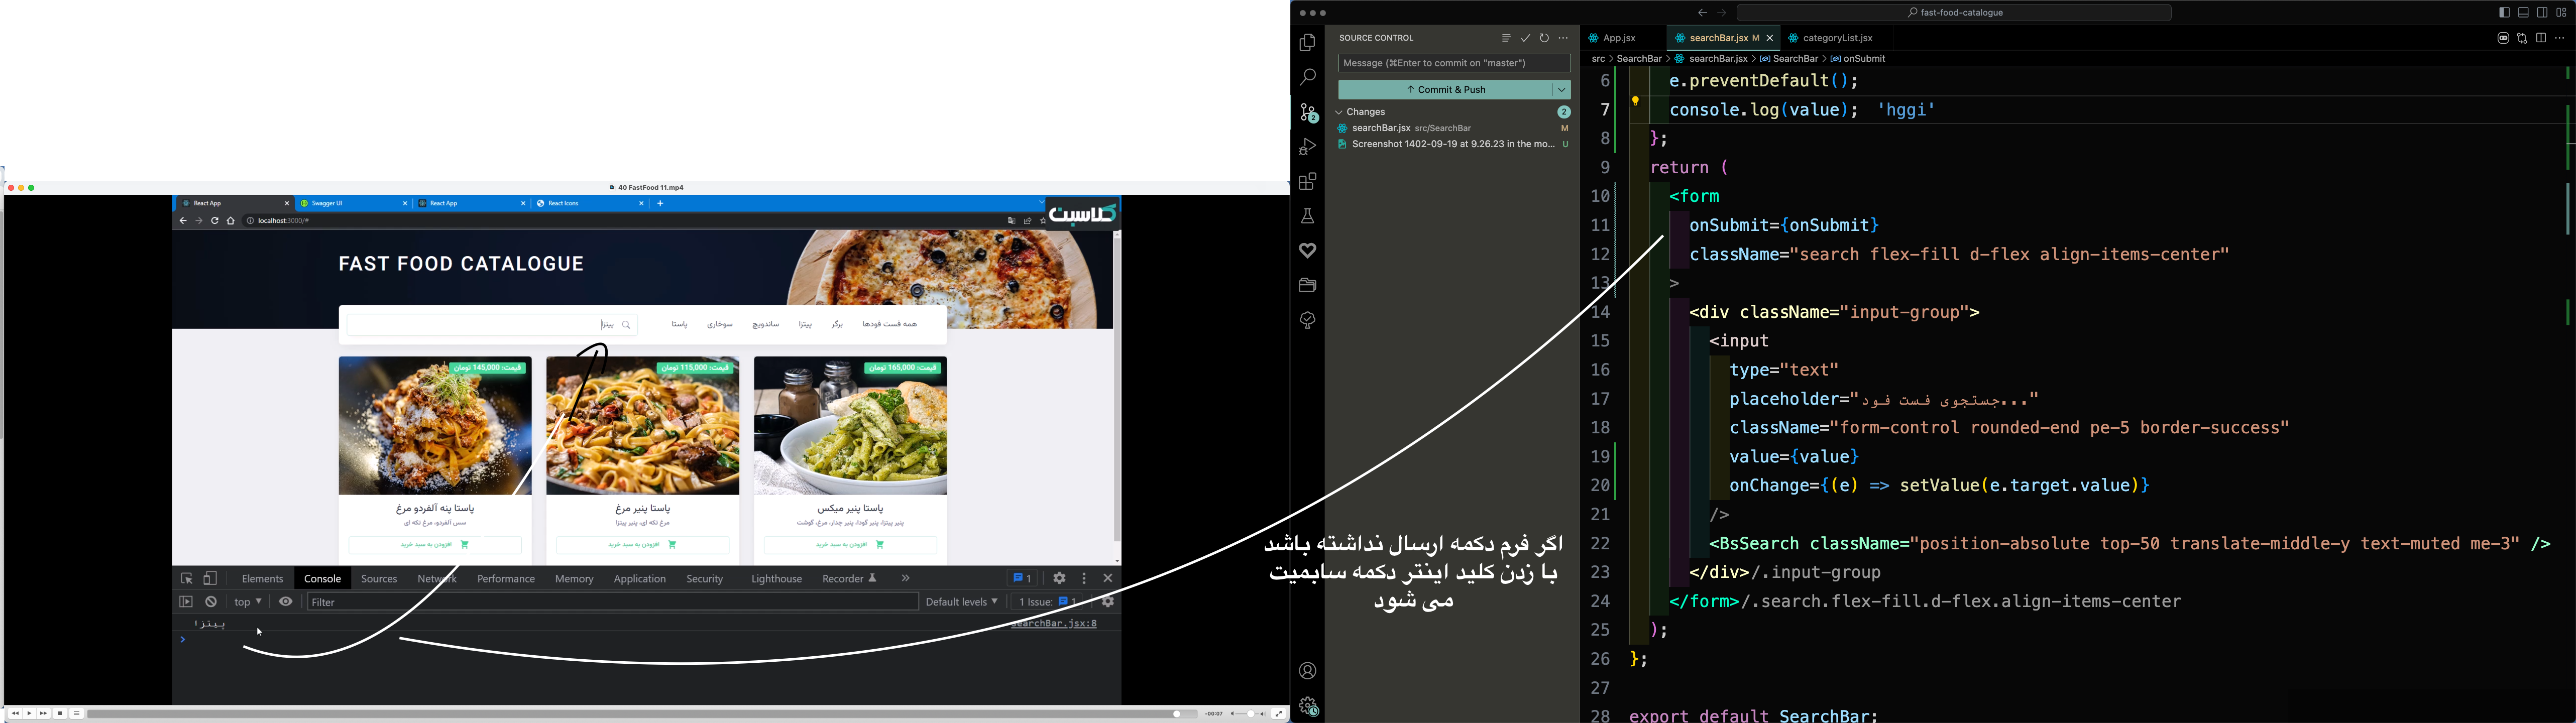 40 FastFood 11.mp4
React App
Swagger UI
React App
React Icons
localhost:3000/#
کلاسیت
FAST FOOD CATALOGUE
همه فست فودها
برگر
پیتزا
ساندویچ
سوخاری
پاستا
پیتزا
قیمت: 145,000 تومان
قیمت: 115,000 تومان
قیمت: 165,000 تومان
پاستا پنه آلفردو مرغ
سس آلفردو، مرغ تکه ای
افزودن به سبد خرید
پاستا پنیر مرغ
مرغ تکه ای، پنیر پیتزا
افزودن به سبد خرید
پاستا پنیر میکس
پنیر پیتزا، پنیر گودا، پنیر چدار، مرغ، گوشت
افزودن به سبد خرید
Elements Console Sources Network Performance Memory Application Security Lighthouse Recorder
1
top
Filter
Default levels
1 Issue: 1
پیتزا
searchBar.jsx:8
-00:07
اگر فرم دکمه ارسال نداشته باشد
با زدن کلید اینتر دکمه سابمیت
می شود
fast-food-catalogue
SOURCE CONTROL
Message (⌘Enter to commit on "master")
Commit & Push
Changes 2
searchBar.jsx src/SearchBar M
Screenshot 1402-09-19 at 9.26.23 in the mo... U
2
App.jsx
searchBar.jsx M
categoryList.jsx
src > SearchBar > searchBar.jsx > SearchBar > onSubmit
6 e.preventDefault();
7 console.log(value); 'hggi'
8 };
9 return (
10 <form
11 onSubmit={onSubmit}
12 className="search flex-fill d-flex align-items-center"
13 >
14 <div className="input-group">
15 <input
16 type="text"
17 placeholder="جستجوی فست فود..."
18 className="form-control rounded-end pe-5 border-success"
19 value={value}
20 onChange={(e) => setValue(e.target.value)}
21 />
22 <BsSearch className="position-absolute top-50 translate-middle-y text-muted me-3" />
23 </div>/.input-group
24 </form>/.search.flex-fill.d-flex.align-items-center
25 );
26 };
27
28 export default SearchBar;